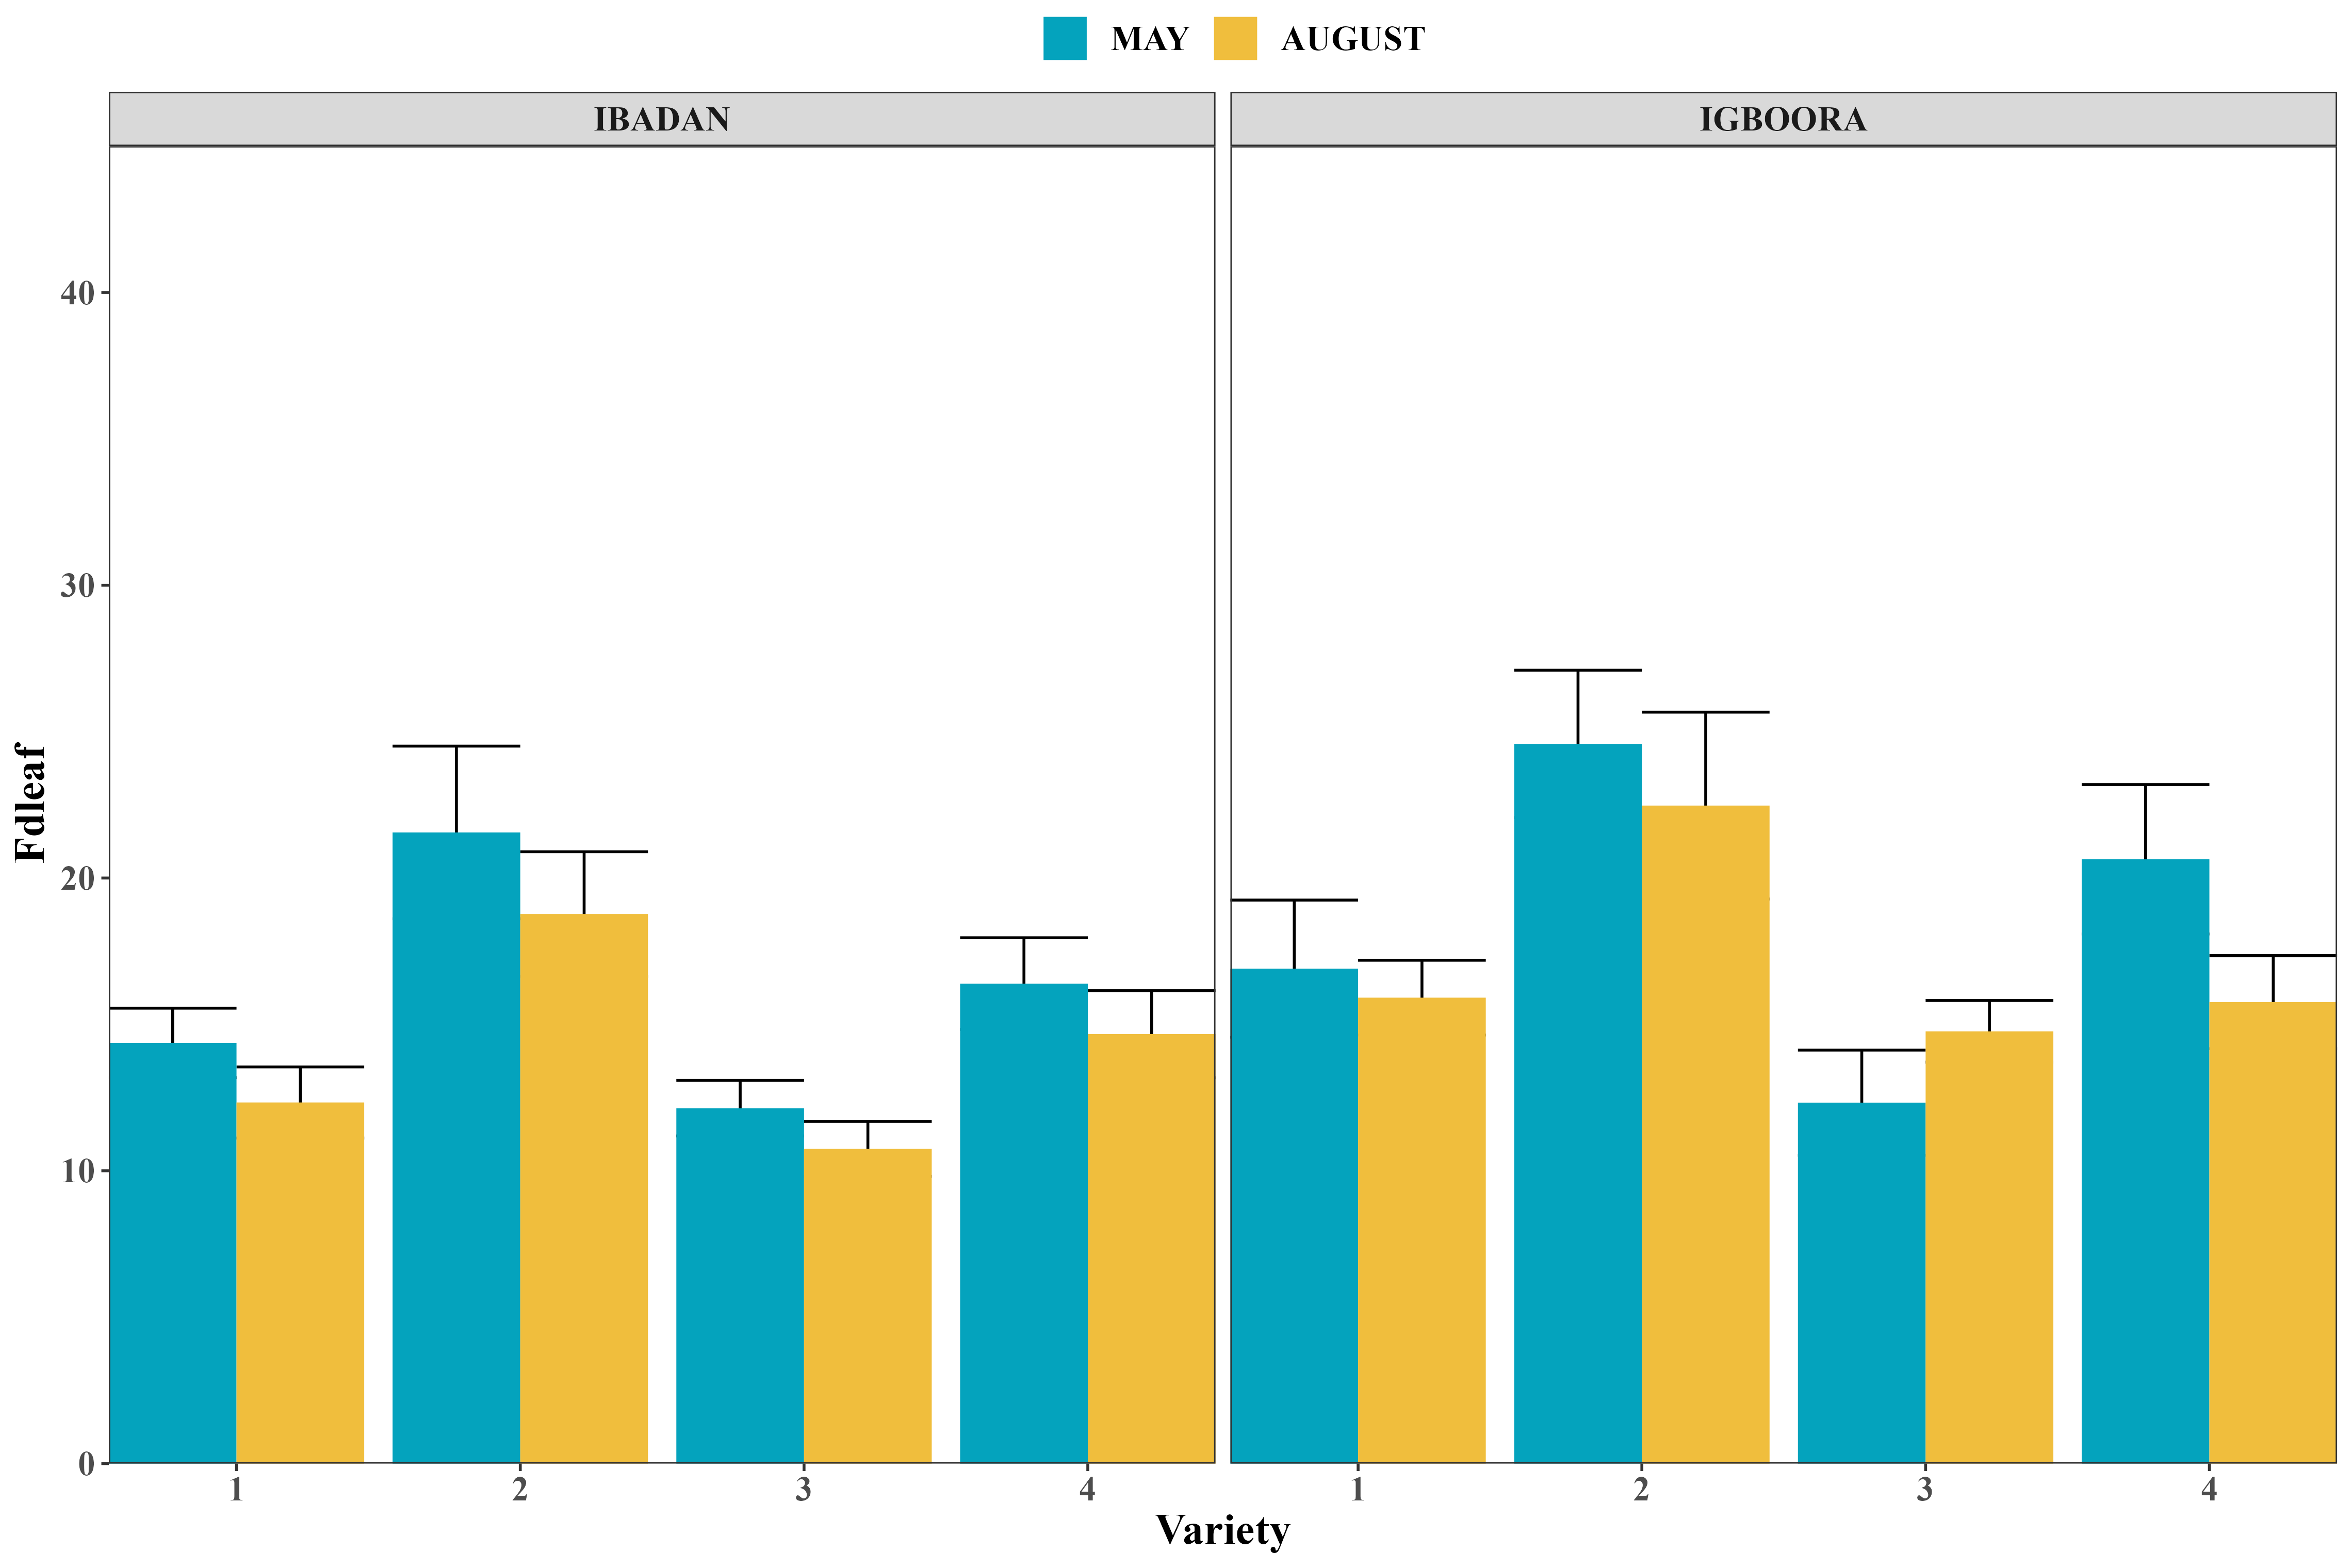 MAY AUGUST
IBADAN IGBOORA
40
30
20
10
0
Fdleaf
1 2 3 4 1 2 3 4
Variety